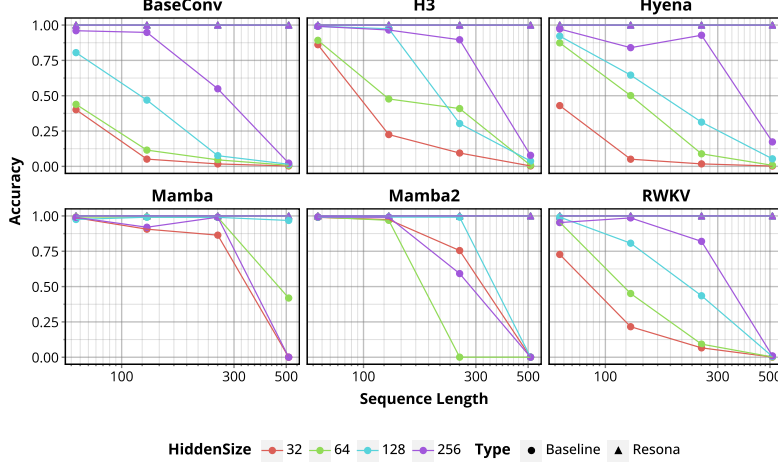 BaseConv H3 Hyena
1.00
0.75
0.50
0.25
0.00
Accuracy
Mamba Mamba2 RWKV
1.00
0.75
0.50
0.25
0.00
100 300 500 100 300 500 100 300
Sequence Length
HiddenSize 32 64 128 256 Type Baseline Resona